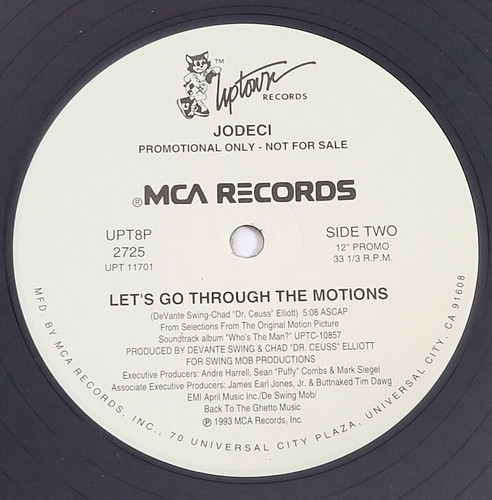 Uptown™
RECORDS
JODECI
PROMOTIONAL ONLY - NOT FOR SALE
®MCA RECORDS
UPT8P
2725
UPT 11701
SIDE TWO
12" PROMO
33 1/3 R.P.M.
LET'S GO THROUGH THE MOTIONS
(DeVante Swing-Chad "Dr. Ceuss" Elliott) 5:08 ASCAP
From Selections From The Original Motion Picture
Soundtrack album "Who's The Man?" UPTC-10857
PRODUCED BY DEVANTE SWING & CHAD "DR. CEUSS" ELLIOTT
FOR SWING MOB PRODUCTIONS
Executive Producers: Andre Harrell, Sean "Puffy" Combs & Mark Siegel
Associate Executive Producers: James Earl Jones, Jr. & Buttnaked Tim Dawg
EMI April Music Inc./De Swing Mob/
Back To The Ghetto Music
℗ 1993 MCA Records, Inc.
MFD. BY MCA RECORDS, INC., 70 UNIVERSAL CITY PLAZA, UNIVERSAL CITY, CA 91608